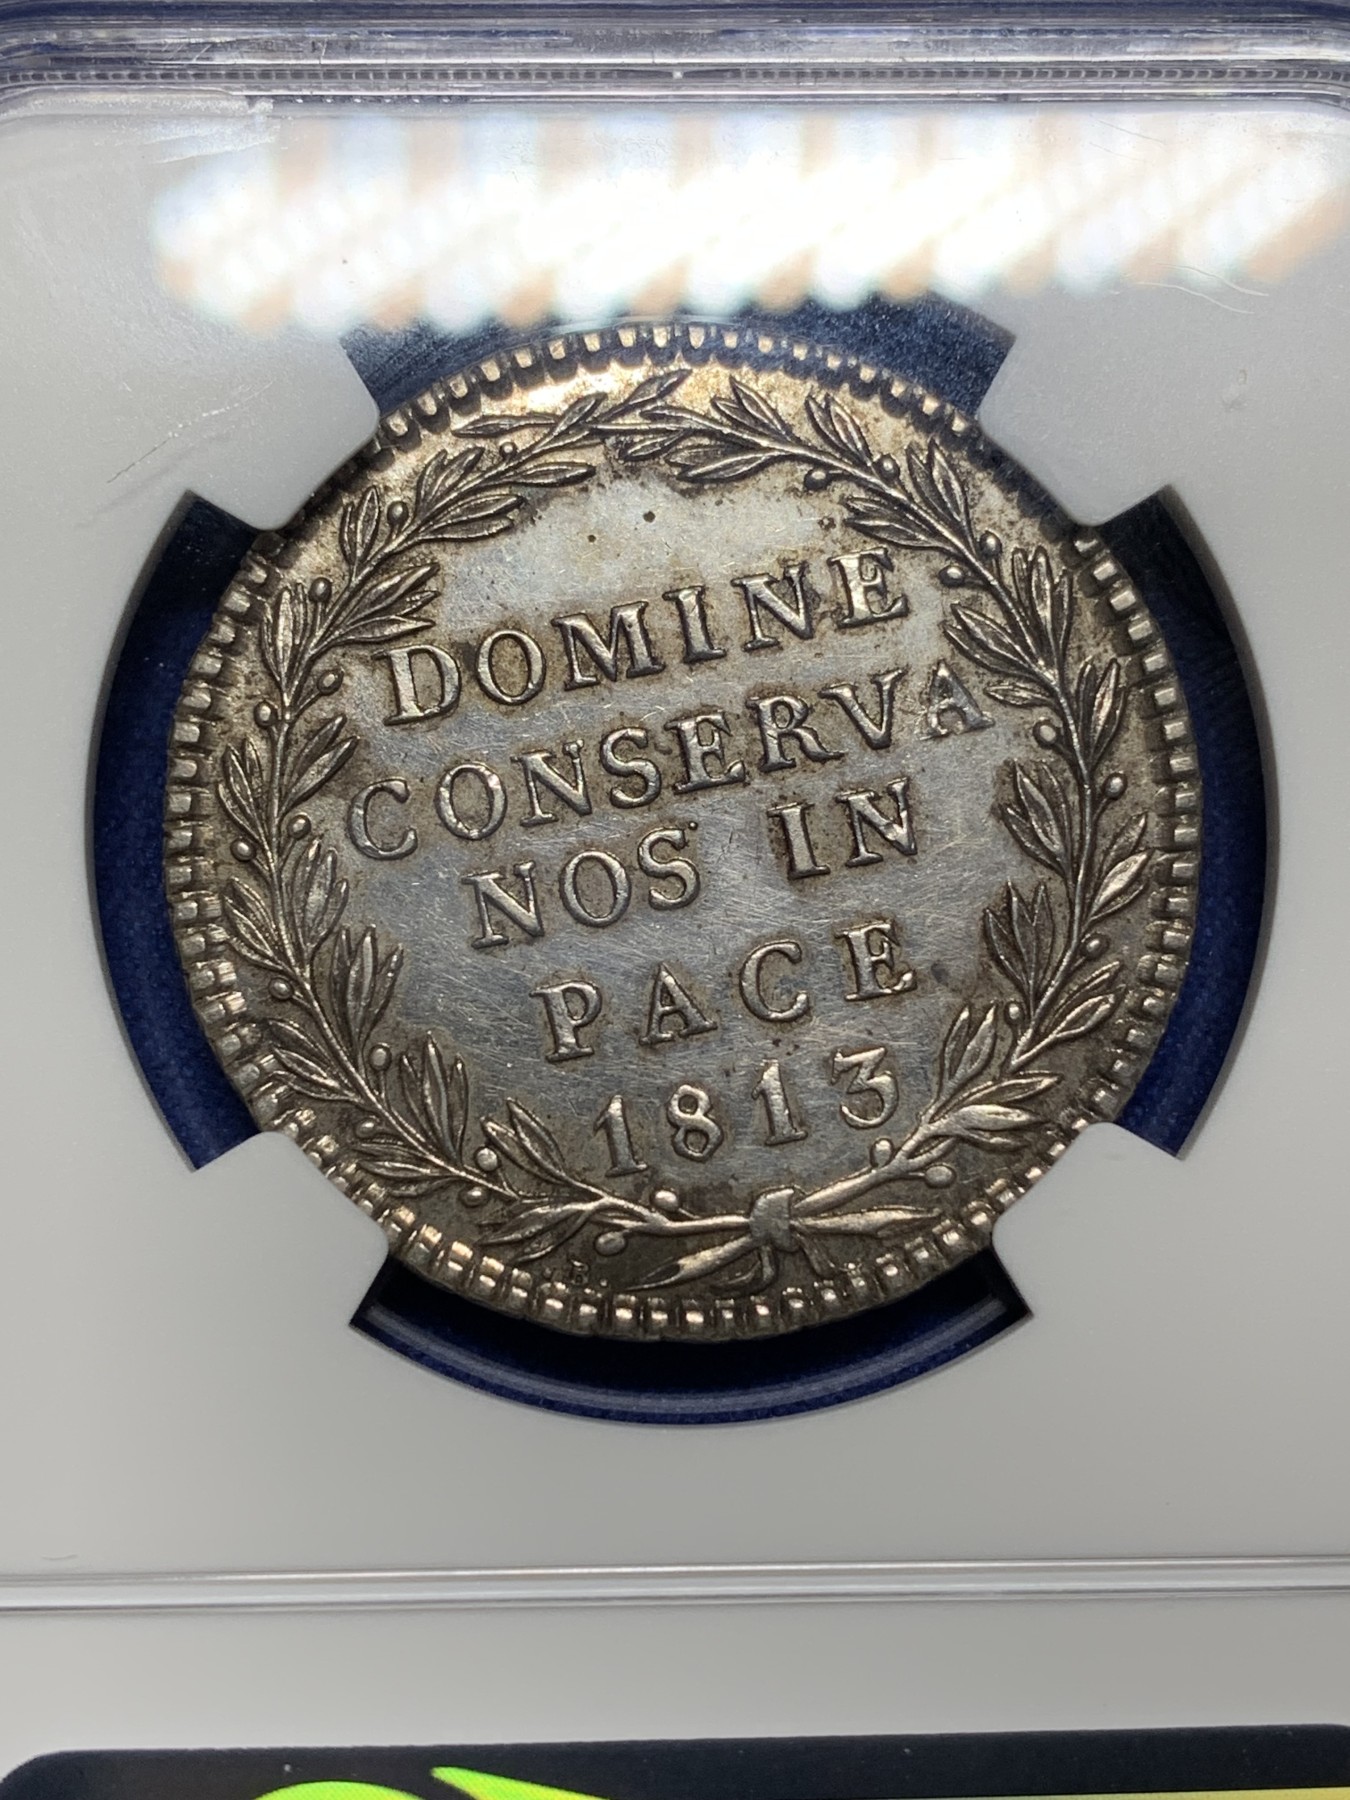 DOMINE
CONSERVA
NOS IN
PACE
1813
.B.